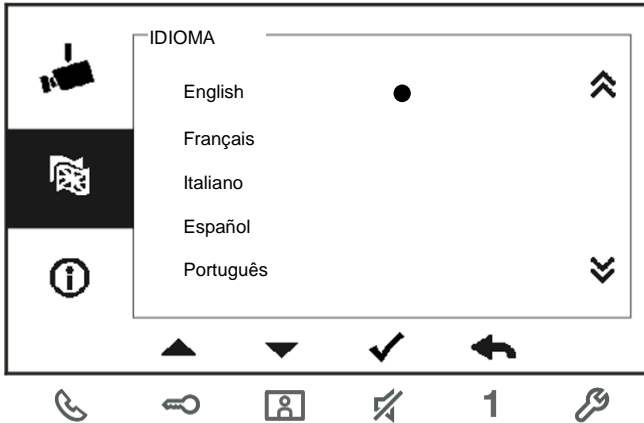 IDIOMA
English
Français
Italiano
Español
Português
1